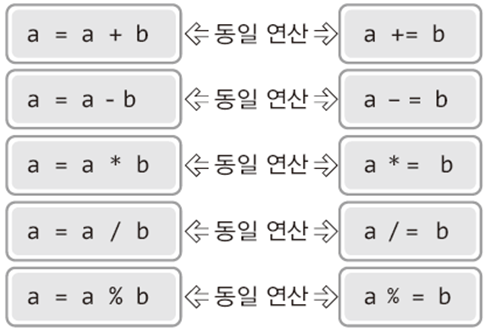 a = a + b 동일 연산 a += b
a = a - b 동일 연산 a -= b
a = a * b 동일 연산 a *= b
a = a / b 동일 연산 a /= b
a = a % b 동일 연산 a %= b